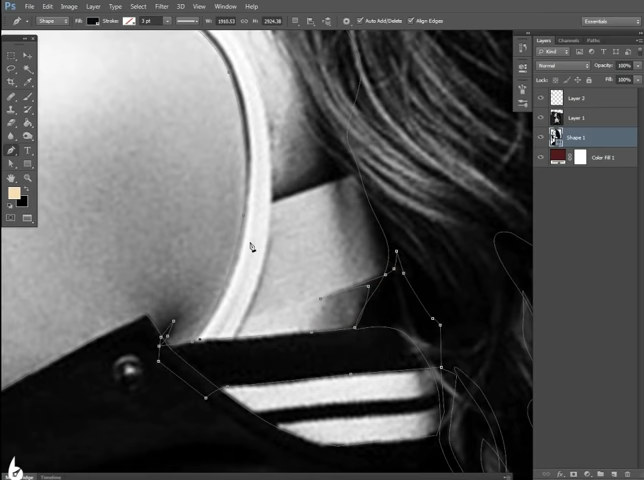 Ps File Edit Image Layer Type Select Filter 3D View Window Help
Shape Fill: Stroke: 3 pt W: 1910.53 H: 2924.38 Auto Add/Delete Align Edges Essentials
Layers Channels Paths
Kind
Normal Opacity: 100%
Lock: Fill: 100%
Layer 2
Layer 1
Shape 1
Color Fill 1
Timeline